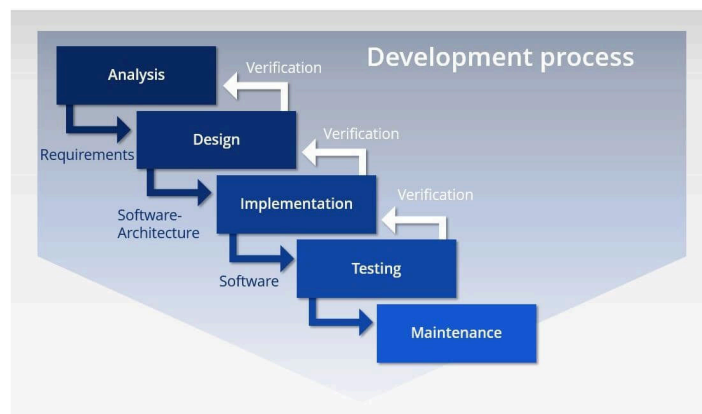 Development process
Analysis
Verification
Requirements
Design
Verification
Software-
Architecture
Implementation
Verification
Software
Testing
Maintenance